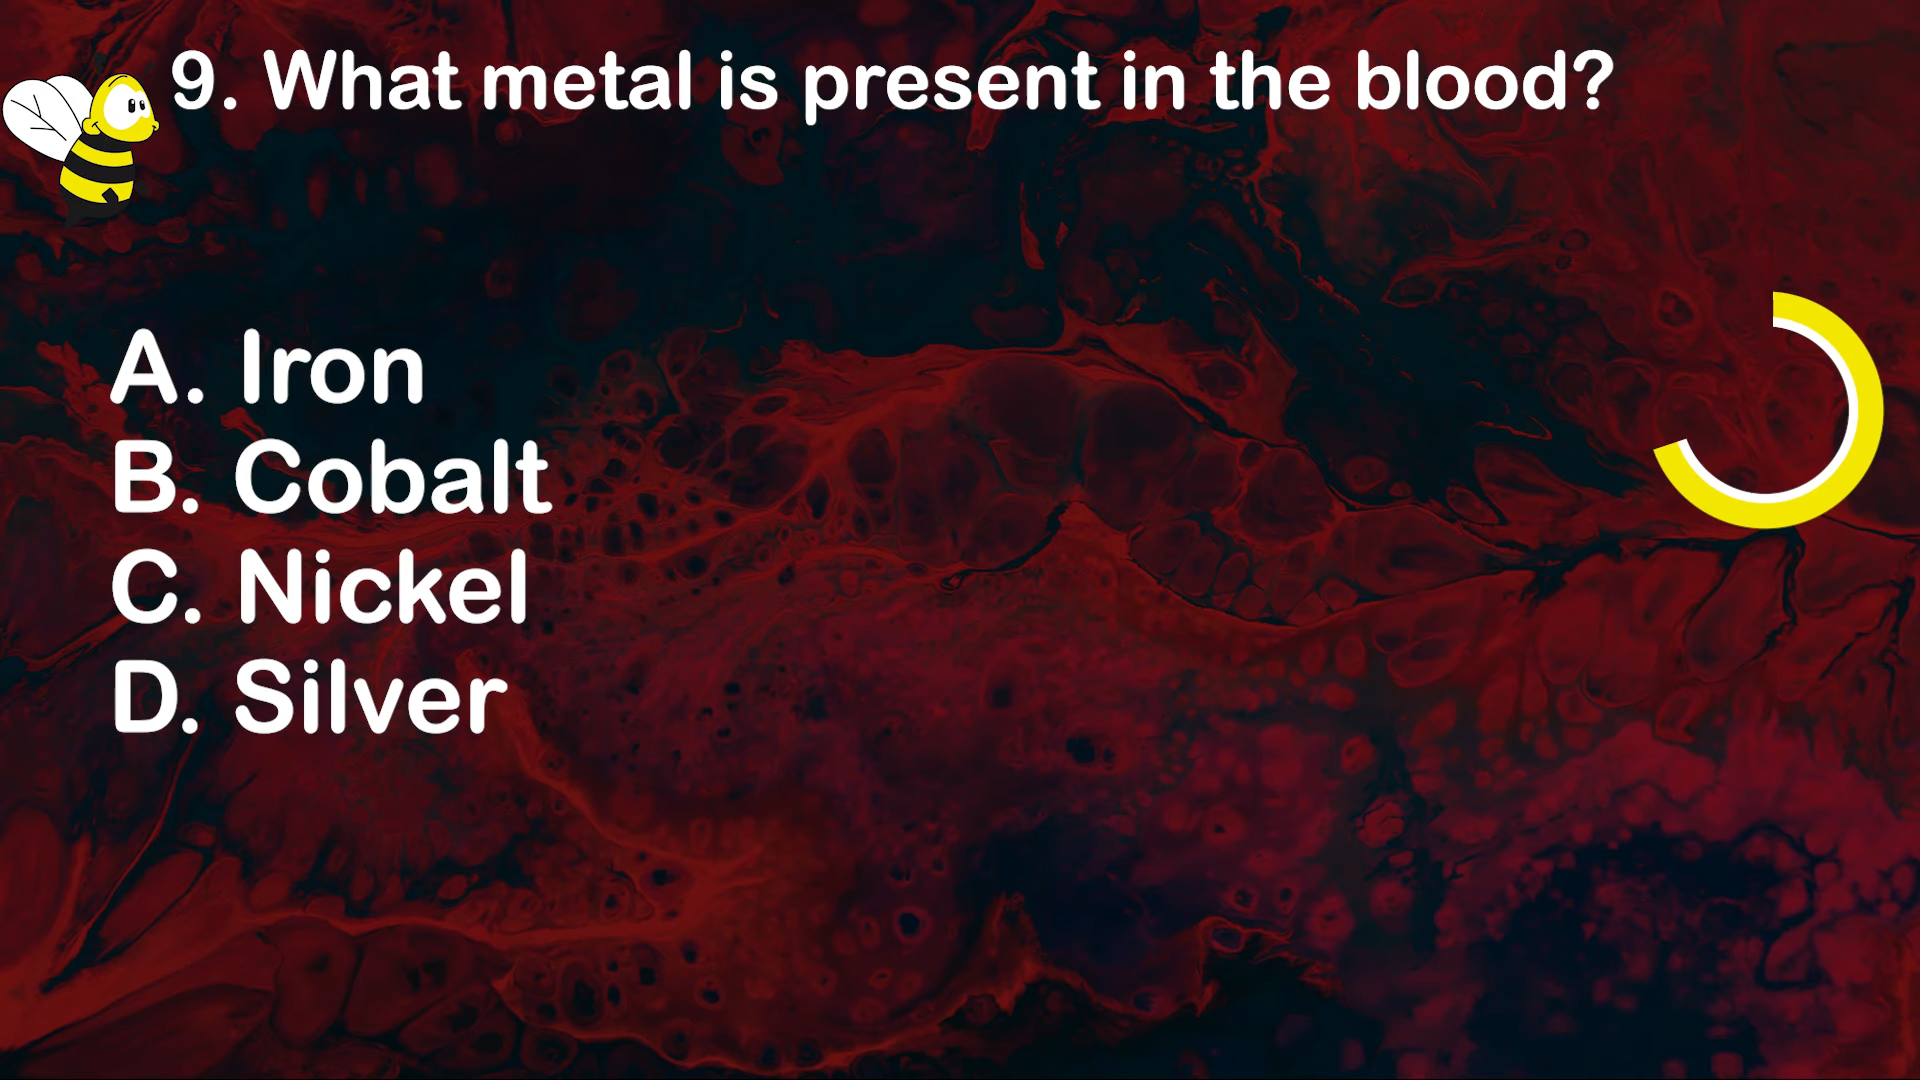 9. What metal is present in the blood?
A. Iron
B. Cobalt
C. Nickel
D. Silver